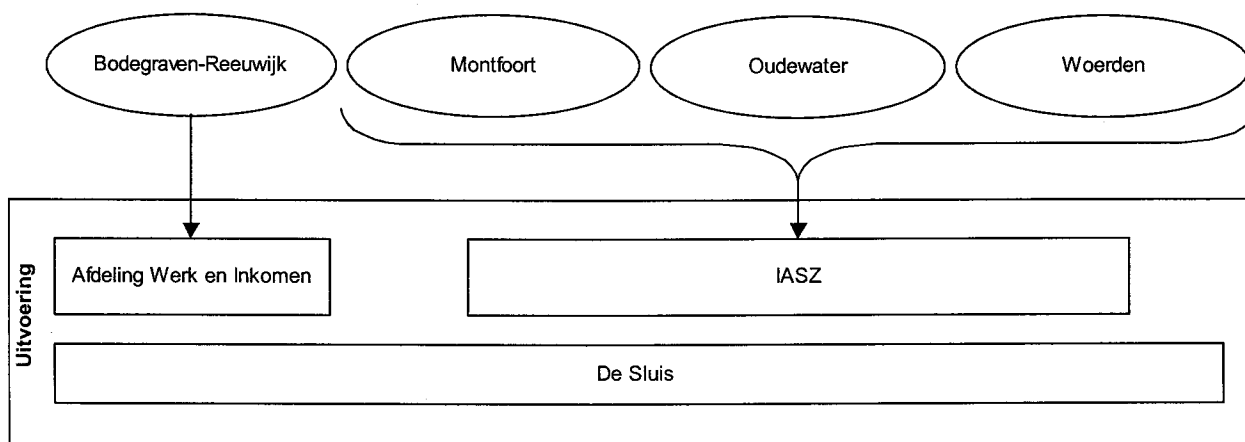 Bodegraven-Reeuwijk
Montfoort
Oudewater
Woerden
Uitvoering
Afdeling Werk en Inkomen
IASZ
De Sluis